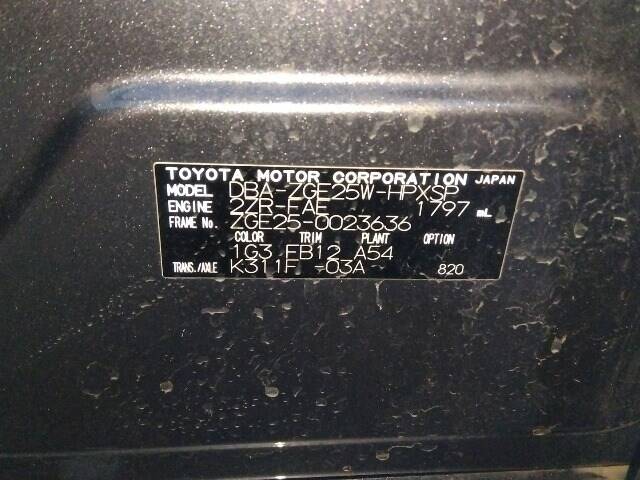 TOYOTA MOTOR CORPORATION JAPAN
MODEL DBA-ZGE25W-HPXSP
ENGINE 2ZR-FAE 1797 mL
FRAME No. ZGE25-0023636
COLOR TRIM PLANT OPTION
1G3 FB12 A54
TRANS./AXLE K311F -03A 820